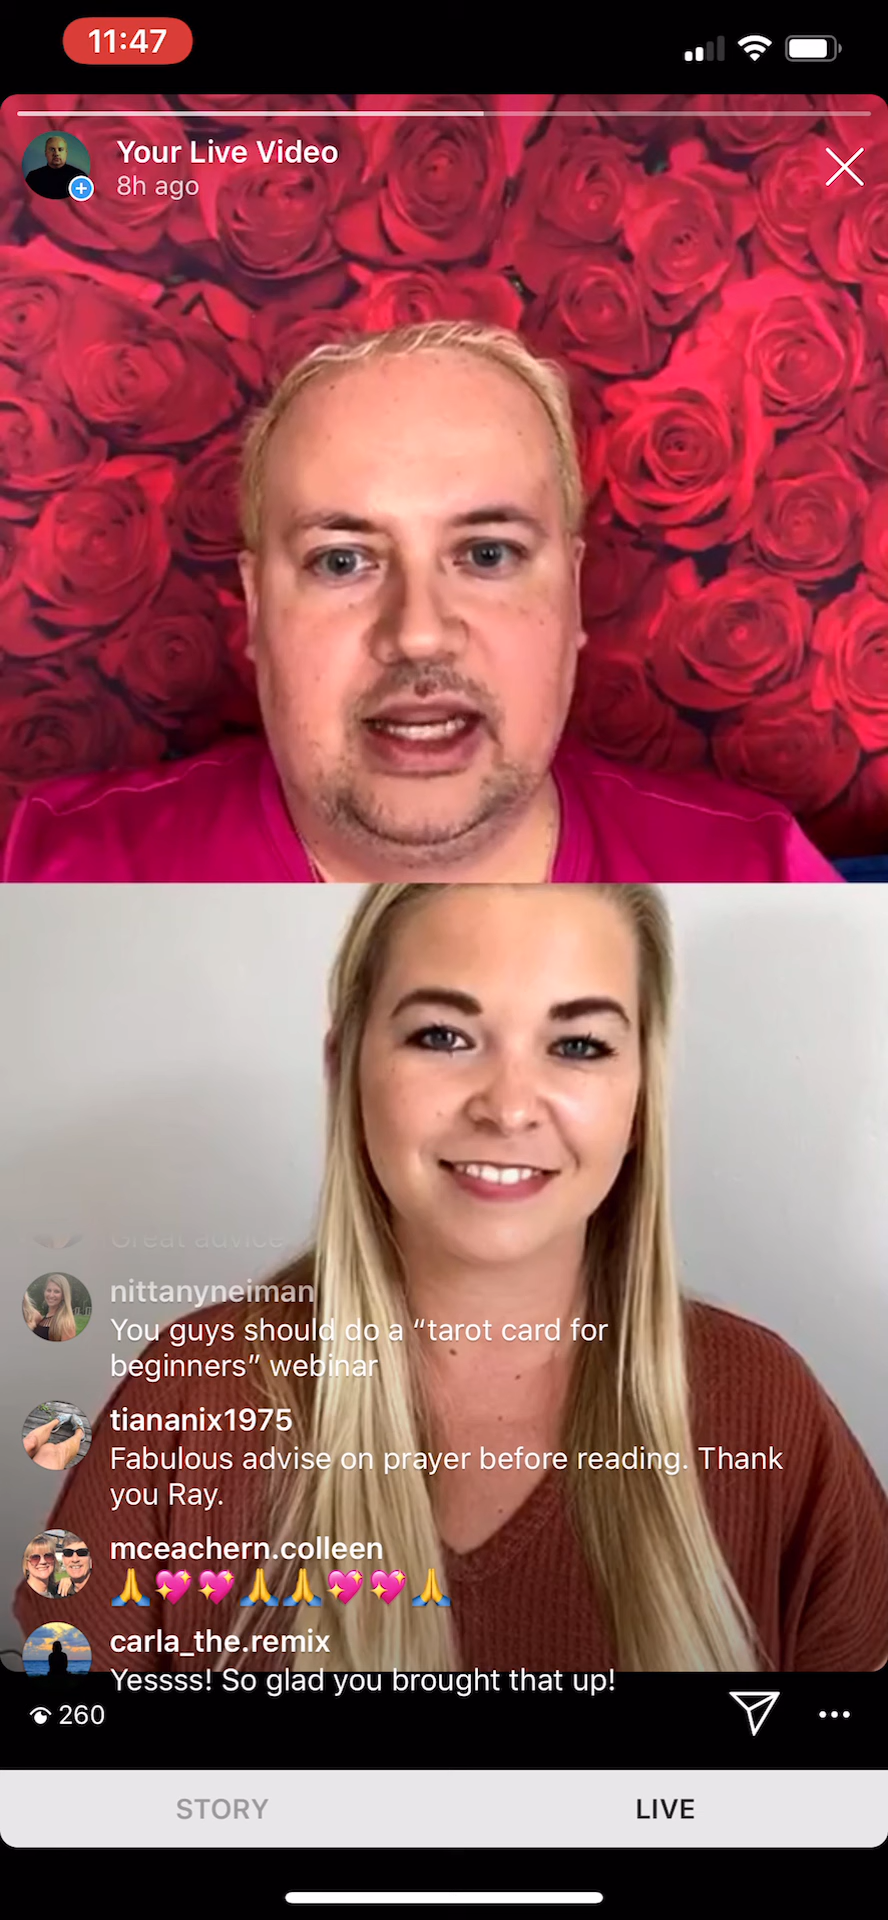 11:47
Your Live Video
8h ago
Great advice
nittanyneiman
You guys should do a “tarot card for
beginners” webinar
tiananix1975
Fabulous advise on prayer before reading. Thank
you Ray.
mceachern.colleen
🙏💖💖🙏🙏💖💖🙏
carla_the.remix
Yessss! So glad you brought that up!
260
STORY
LIVE